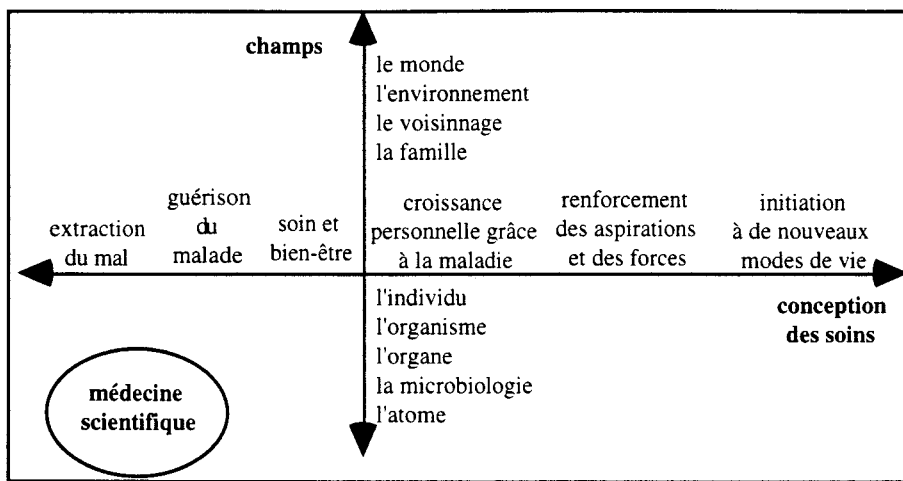 champs
le monde
l'environnement
le voisinnage
la famille
extraction
du mal
guérison
du
malade
soin et
bien-être
croissance
personnelle grâce
à la maladie
renforcement
des aspirations
et des forces
initiation
à de nouveaux
modes de vie
conception
des soins
l'individu
l'organisme
l'organe
la microbiologie
l'atome
médecine
scientifique